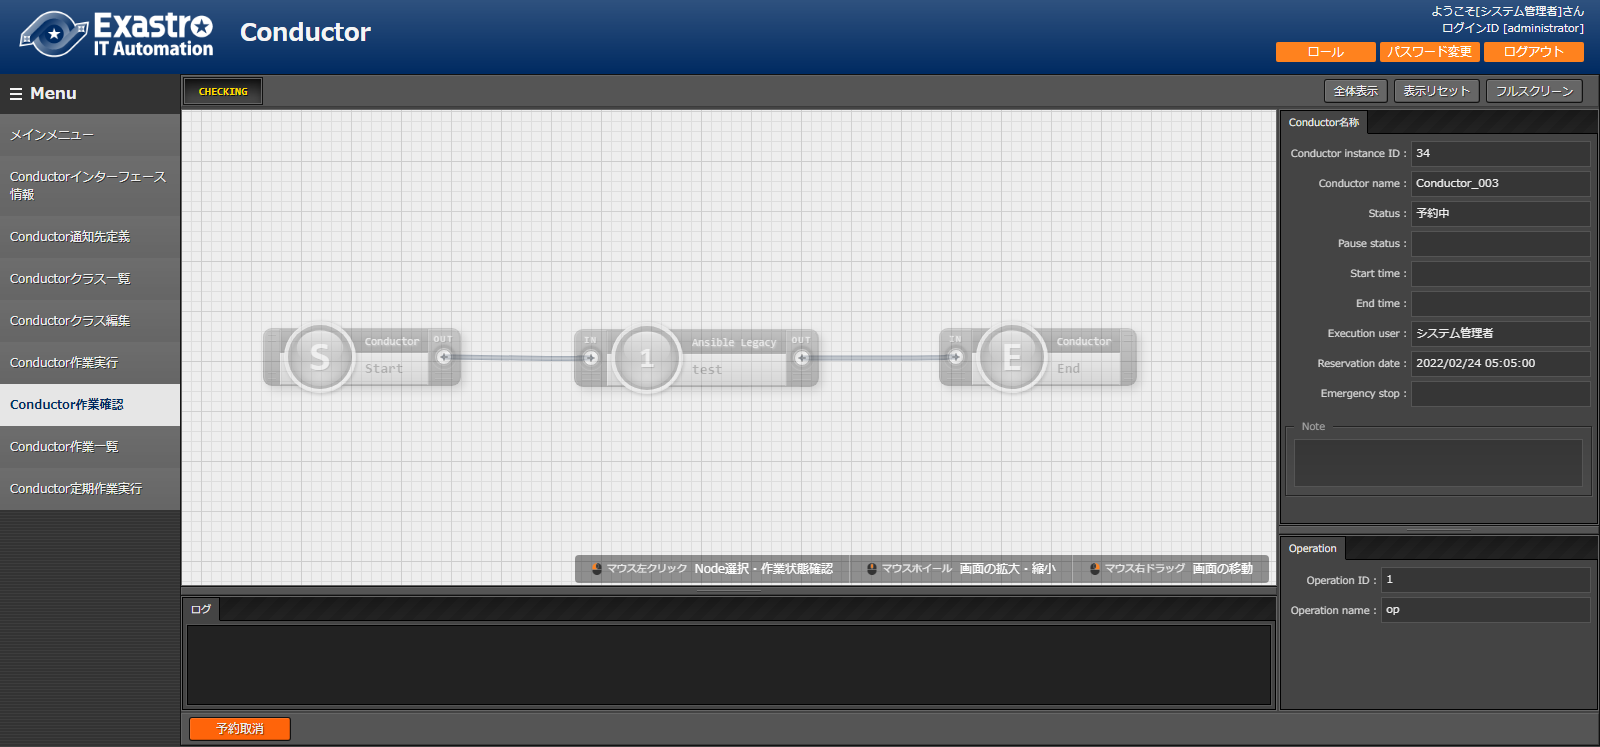 Exastro
IT Automation
Conductor
ようこそ[システム管理者]さん
ログインID [administrator]
ロール
パスワード変更
ログアウト
Menu
メインメニュー
Conductorインターフェース
情報
Conductor通知先定義
Conductorクラス一覧
Conductorクラス編集
Conductor作業実行
Conductor作業確認
Conductor作業一覧
Conductor定期作業実行
CHECKING
全体表示
表示リセット
フルスクリーン
S
Conductor
Start
OUT
IN
1
Ansible Legacy
test
OUT
IN
E
Conductor
End
マウス左クリック Node選択・作業状態確認
マウスホイール 画面の拡大・縮小
マウス右ドラッグ 画面の移動
ログ
予約取消
Conductor名称
Conductor instance ID : 34
Conductor name : Conductor_003
Status : 予約中
Pause status :
Start time :
End time :
Execution user : システム管理者
Reservation date : 2022/02/24 05:05:00
Emergency stop :
Note
Operation
Operation ID : 1
Operation name : op